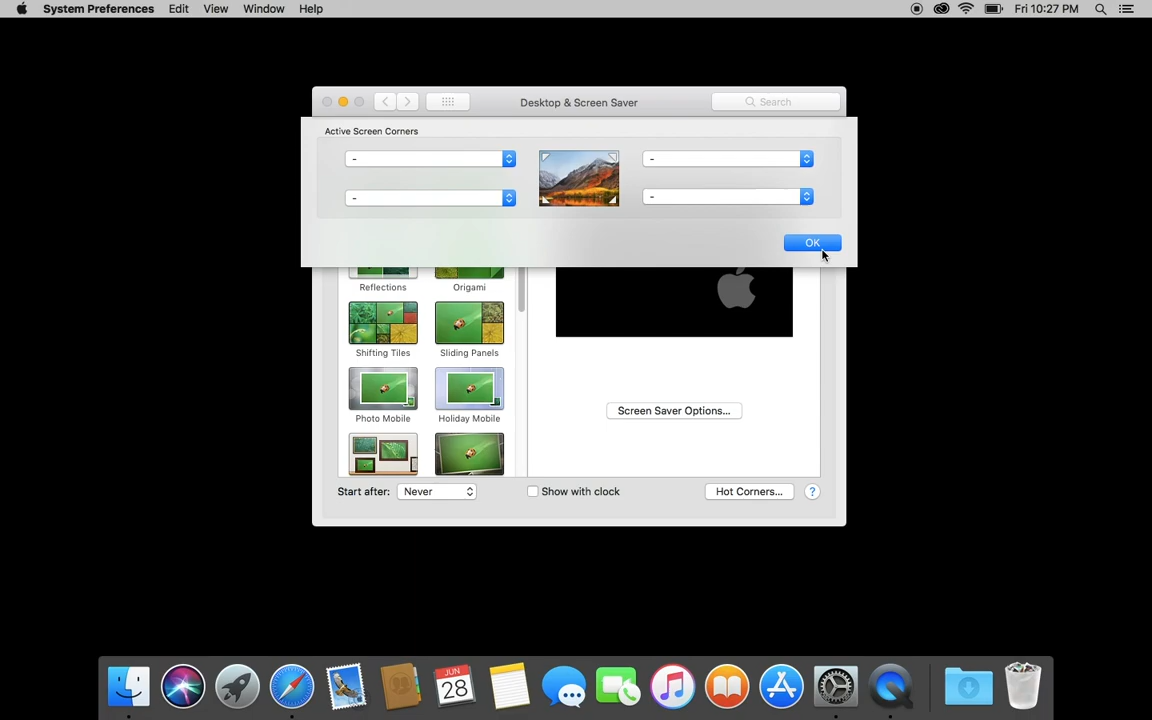 System Preferences Edit View Window Help Fri 10:27 PM
Desktop & Screen Saver Search
Active Screen Corners
- -
- -
OK
Reflections Origami
Shifting Tiles Sliding Panels
Photo Mobile Holiday Mobile
Screen Saver Options...
Start after: Never Show with clock Hot Corners... ?
JUN
28